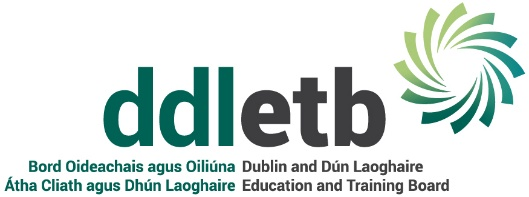 ddletb
Bord Oideachais agus Oiliúna Dublin and Dún Laoghaire
Átha Cliath agus Dhún Laoghaire Education and Training Board